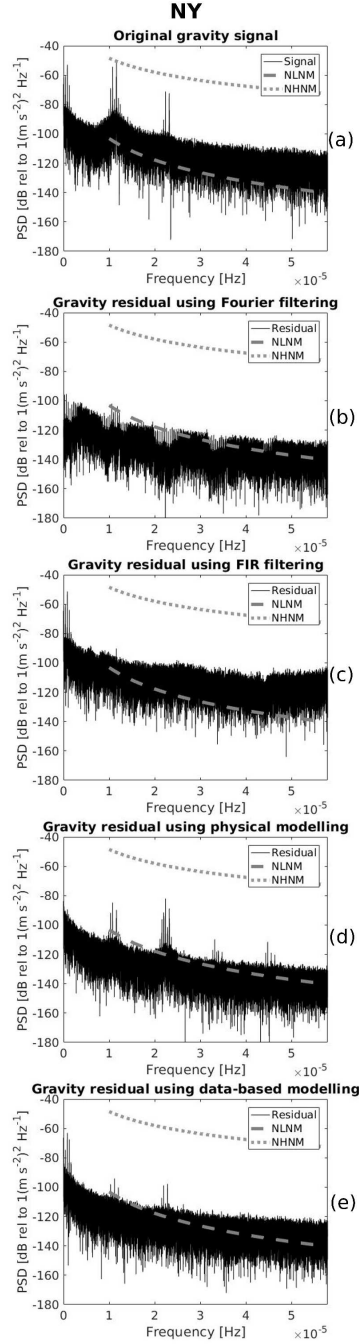 NY
Original gravity signal
-40
-60
-80
-100
-120
-140
-160
-180
PSD [dB rel to 1(m s⁻²)² Hz⁻¹]
Signal
NLNM
NHNM
(a)
0 1 2 3 4 5
Frequency [Hz]
×10⁻⁵
Gravity residual using Fourier filtering
-40
-60
-80
-100
-120
-140
-160
-180
PSD [dB rel to 1(m s⁻²)² Hz⁻¹]
Residual
NLNM
NHNM
(b)
0 1 2 3 4 5
Frequency [Hz]
×10⁻⁵
Gravity residual using FIR filtering
-40
-60
-80
-100
-120
-140
-160
-180
PSD [dB rel to 1(m s⁻²)² Hz⁻¹]
Residual
NLNM
NHNM
(c)
0 1 2 3 4 5
Frequency [Hz]
×10⁻⁵
Gravity residual using physical modelling
-40
-60
-80
-100
-120
-140
-160
-180
PSD [dB rel to 1(m s⁻²)² Hz⁻¹]
Residual
NLNM
NHNM
(d)
0 1 2 3 4 5
Frequency [Hz]
×10⁻⁵
Gravity residual using data-based modelling
-40
-60
-80
-100
-120
-140
-160
-180
PSD [dB rel to 1(m s⁻²)² Hz⁻¹]
Residual
NLNM
NHNM
(e)
0 1 2 3 4 5
Frequency [Hz]
×10⁻⁵